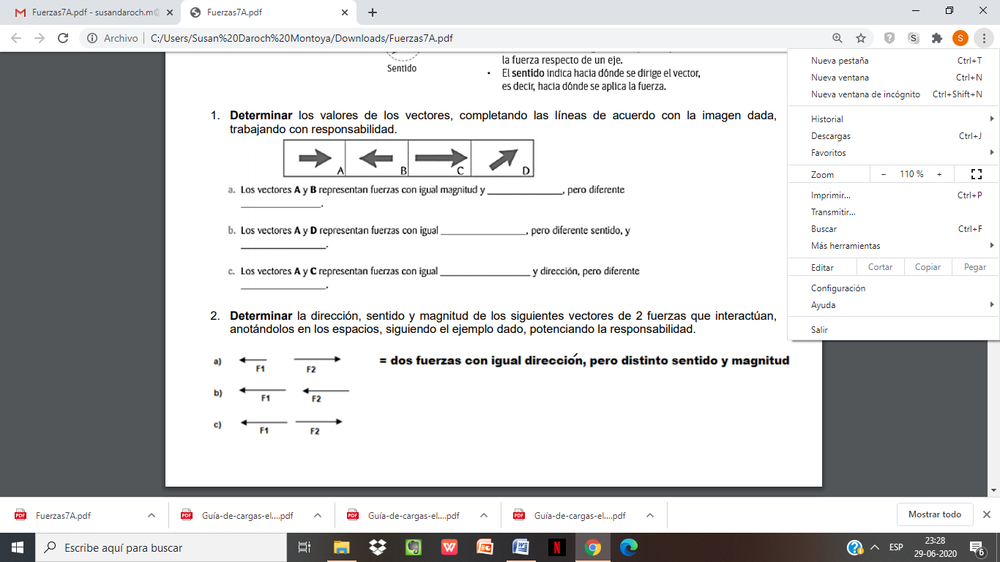 Fuerzas7A.pdf - susandaroch.m@
Fuerzas7A.pdf
Archivo
C:/Users/Susan%20Daroch%20Montoya/Downloads/Fuerzas7A.pdf
S
S
Nueva pestaña Ctrl+T
Nueva ventana Ctrl+N
Nueva ventana de incógnito Ctrl+Shift+N
Historial
Descargas Ctrl+J
Favoritos
Zoom - 110 % +
Imprimir... Ctrl+P
Transmitir...
Buscar Ctrl+F
Más herramientas
Editar Cortar Copiar Pegar
Configuración
Ayuda
Salir
Sentido
la fuerza respecto de un eje.
• El sentido indica hacia dónde se dirige el vector,
es decir, hacia dónde se aplica la fuerza.
1. Determinar los valores de los vectores, completando las líneas de acuerdo con la imagen dada,
trabajando con responsabilidad.
A B C D
a. Los vectores A y B representan fuerzas con igual magnitud y ______________, pero diferente
______________.
b. Los vectores A y D representan fuerzas con igual ______________, pero diferente sentido, y
______________.
c. Los vectores A y C representan fuerzas con igual ______________ y dirección, pero diferente
______________.
2. Determinar la dirección, sentido y magnitud de los siguientes vectores de 2 fuerzas que interactúan,
anotándolos en los espacios, siguiendo el ejemplo dado, potenciando la responsabilidad.
a) F1 F2 = dos fuerzas con igual dirección, pero distinto sentido y magnitud
b) F1 F2
c) F1 F2
Fuerzas7A.pdf
Guía-de-cargas-el....pdf
Guía-de-cargas-el....pdf
Guía-de-cargas-el....pdf
Mostrar todo
Escribe aquí para buscar
ESP
23:28
29-06-2020
6